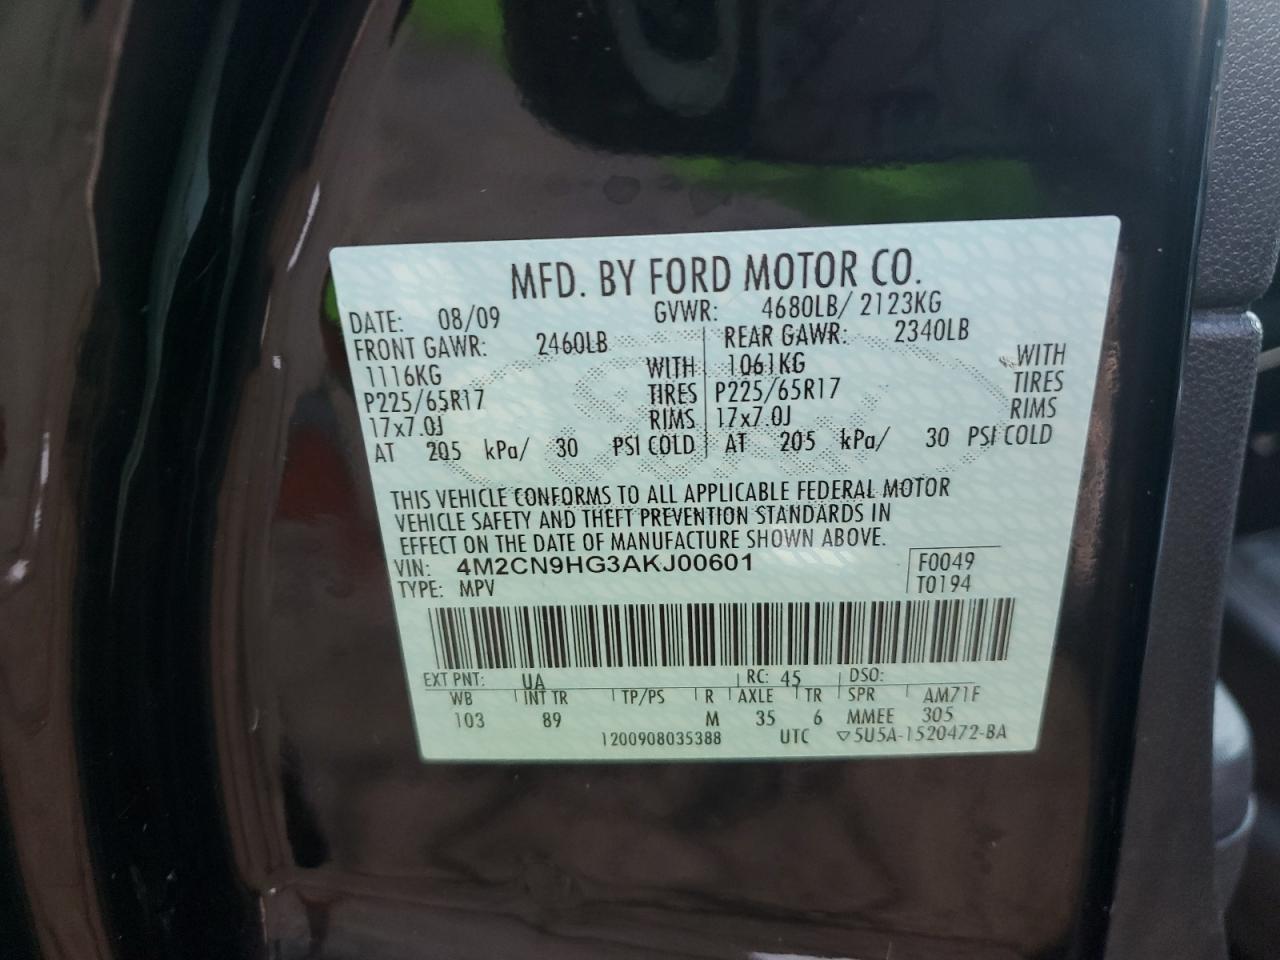 MFD. BY FORD MOTOR CO.
DATE: 08/09 GVWR: 4680LB/ 2123KG
FRONT GAWR: 2460LB REAR GAWR: 2340LB
1116KG WITH 1061KG WITH
P225/65R17 TIRES P225/65R17 TIRES
17x7.0J RIMS 17x7.0J RIMS
AT 205 kPa/ 30 PSI COLD AT 205 kPa/ 30 PSI COLD
THIS VEHICLE CONFORMS TO ALL APPLICABLE FEDERAL MOTOR
VEHICLE SAFETY AND THEFT PREVENTION STANDARDS IN
EFFECT ON THE DATE OF MANUFACTURE SHOWN ABOVE.
VIN: 4M2CN9HG3AKJ00601 F0049
TYPE: MPV T0194
EXT PNT: UA RC: 45 DSO:
WB INT TR TP/PS R AXLE TR SPR AM71F
103 89 M 35 6 MMEE 305
1200908035388 UTC ▽5U5A-1520472-BA